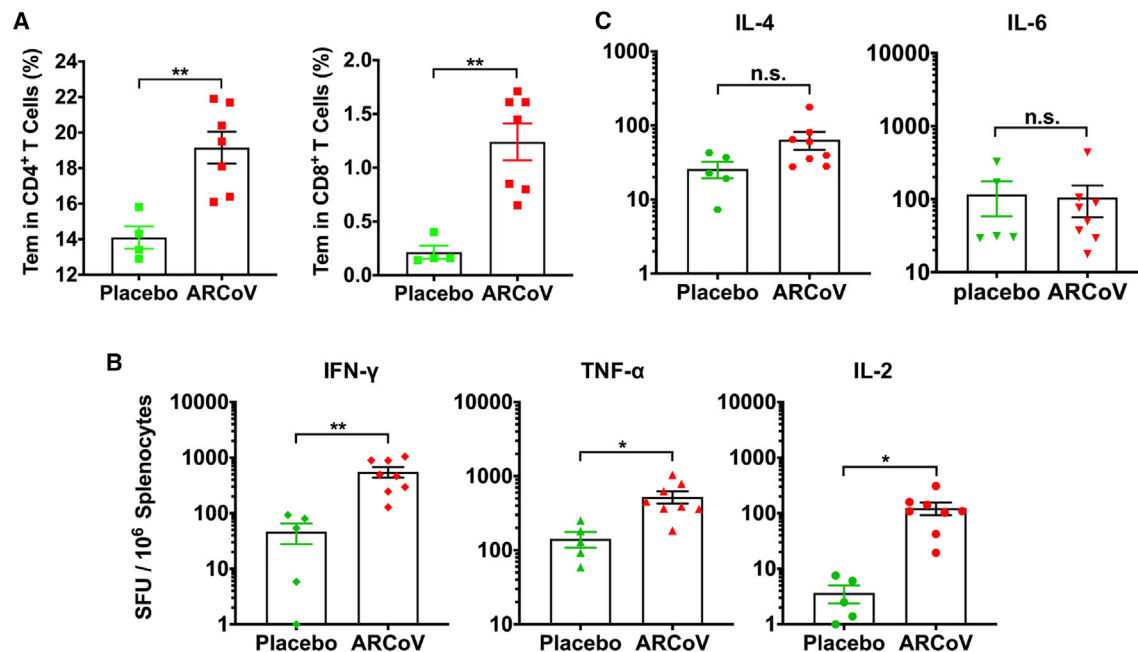 A
Tem in CD4⁺ T Cells (%)
24
22
20
18
16
14
12
**
Placebo ARCoV
Tem in CD8⁺ T Cells (%)
2.0
1.5
1.0
0.5
0.0
**
Placebo ARCoV
C
IL-4
1000
100
10
1
n.s.
Placebo ARCoV
IL-6
10000
1000
100
10
n.s.
placebo ARCoV
B
SFU / 10⁶ Splenocytes
IFN-γ
10000
1000
100
10
1
**
Placebo ARCoV
TNF-α
10000
1000
100
10
*
Placebo ARCoV
IL-2
10000
1000
100
10
1
*
Placebo ARCoV